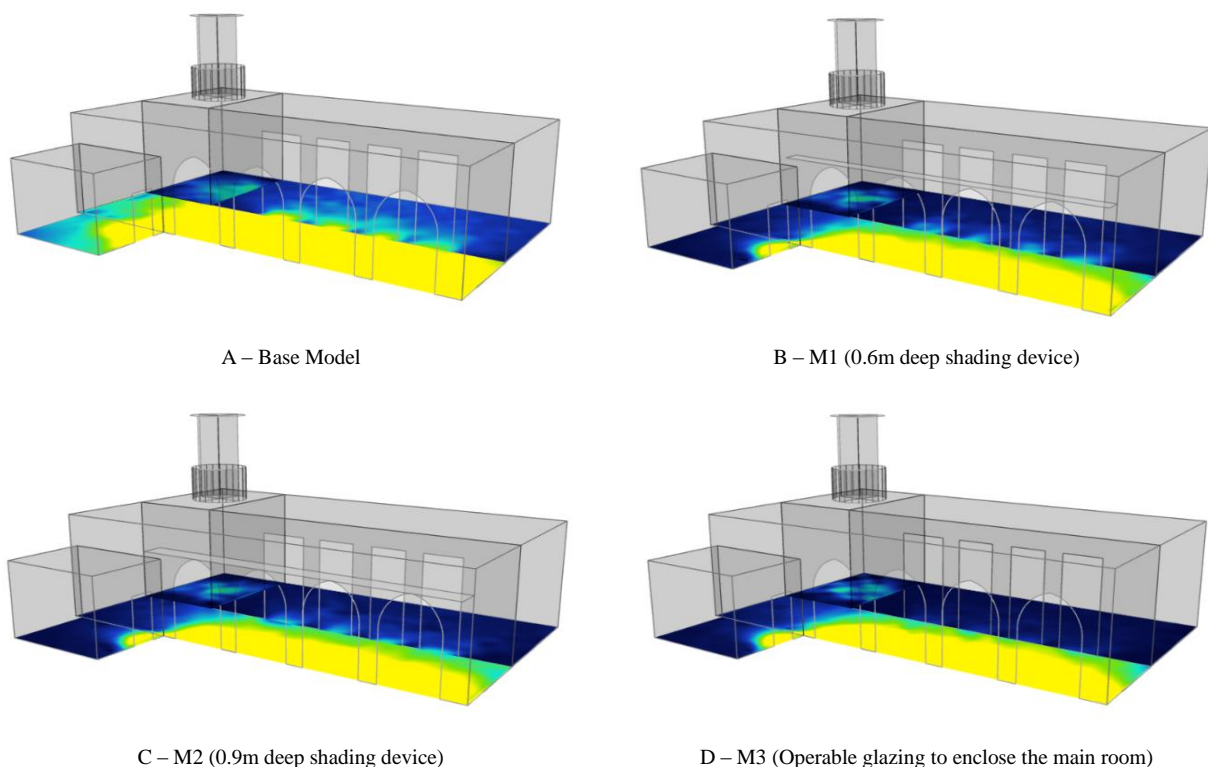 A – Base Model
B – M1 (0.6m deep shading device)
C – M2 (0.9m deep shading device)
D – M3 (Operable glazing to enclose the main room)